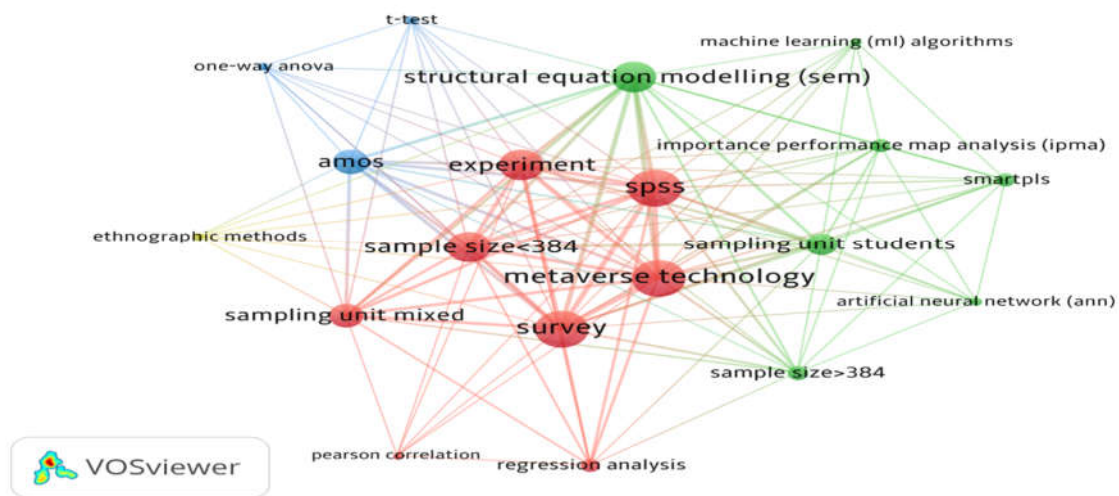 t-test
machine learning (ml) algorithms
one-way anova
structural equation modelling (sem)
importance performance map analysis (ipma)
amos
experiment
smartpls
spss
ethnographic methods
sample size<384
sampling unit students
metaverse technology
artificial neural network (ann)
sampling unit mixed
survey
sample size>384
pearson correlation
regression analysis
VOSviewer